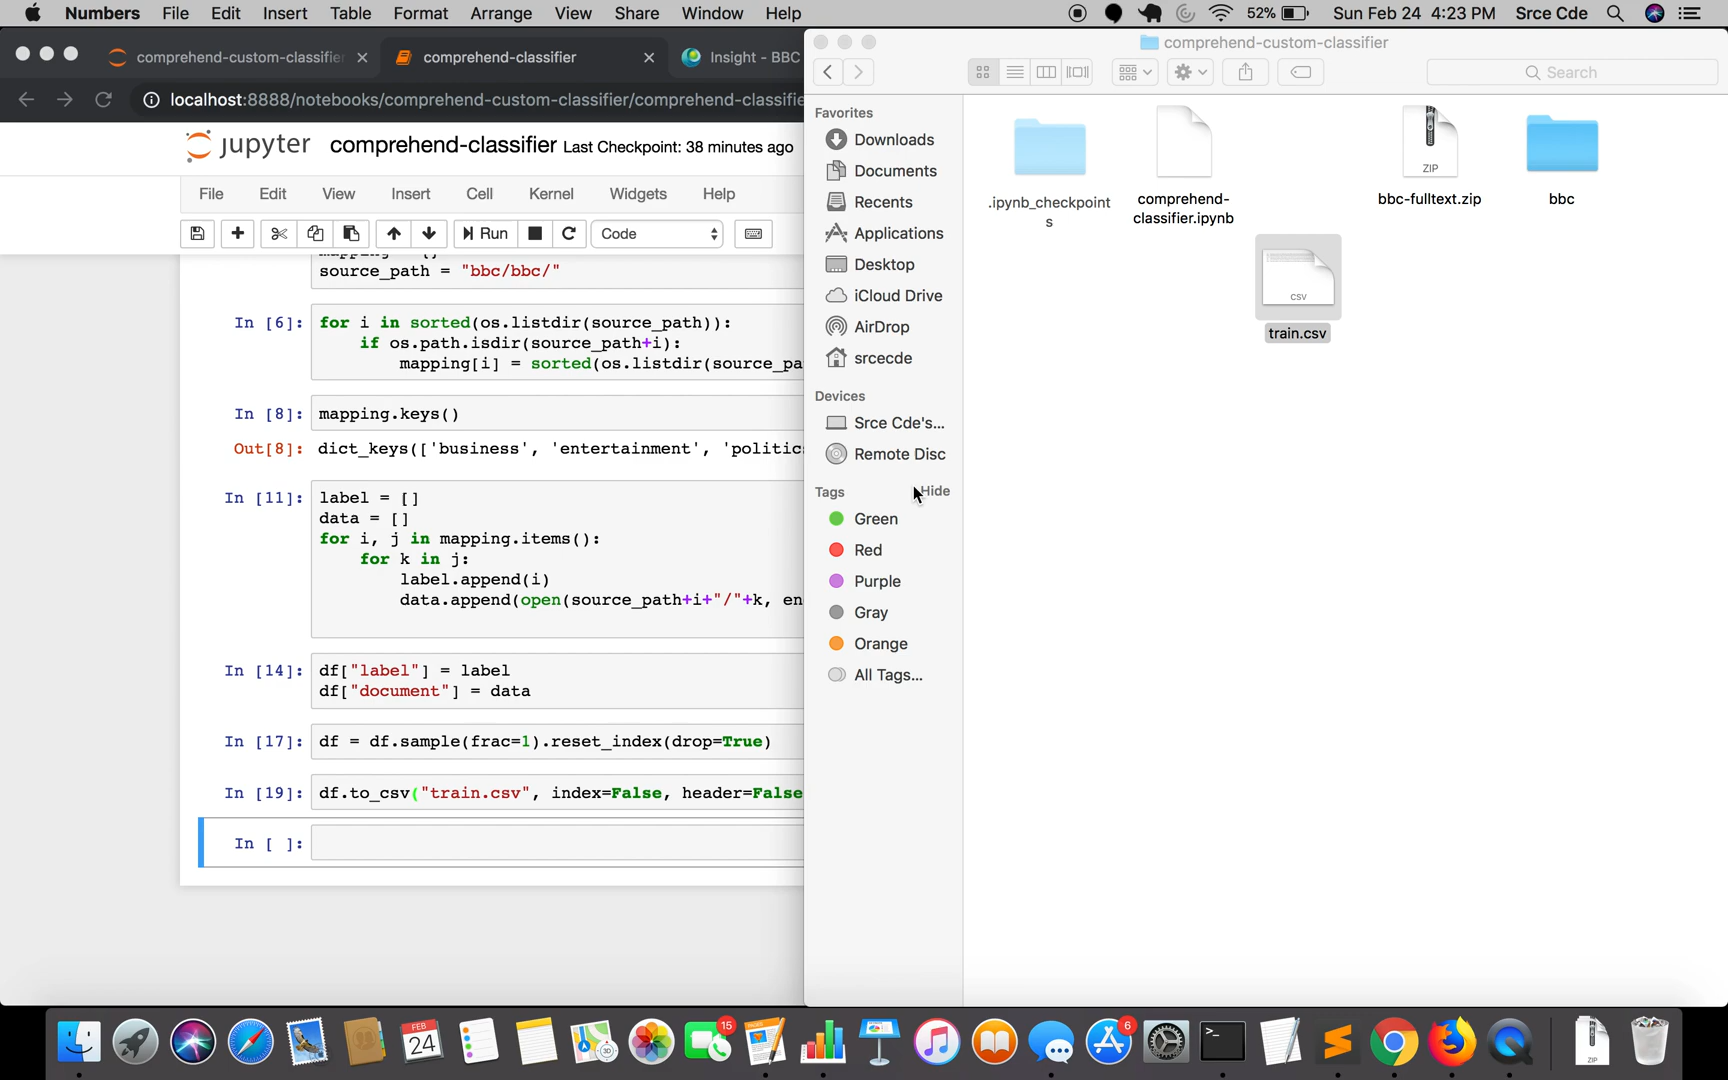 Numbers File Edit Insert Table Format Arrange View Share Window Help 52% Sun Feb 24 4:23 PM Srce Cde
comprehend-custom-classifier
comprehend-custom-classifier
comprehend-classifier
Insight - BBC
localhost:8888/notebooks/comprehend-custom-classifier/comprehend-classifie
Search
jupyter comprehend-classifier Last Checkpoint: 38 minutes ago
File Edit View Insert Cell Kernel Widgets Help
Run Code
source_path = "bbc/bbc/"
In [6]: for i in sorted(os.listdir(source_path)):
if os.path.isdir(source_path+i):
mapping[i] = sorted(os.listdir(source_pa
In [8]: mapping.keys()
Out[8]: dict_keys(['business', 'entertainment', 'politic
In [11]: label = []
data = []
for i, j in mapping.items():
for k in j:
label.append(i)
data.append(open(source_path+i+"/"+k, en
In [14]: df["label"] = label
df["document"] = data
In [17]: df = df.sample(frac=1).reset_index(drop=True)
In [19]: df.to_csv("train.csv", index=False, header=False
In [ ]:
Favorites
Downloads
Documents
Recents
Applications
Desktop
iCloud Drive
AirDrop
srcecde
Devices
Srce Cde's...
Remote Disc
Tags Hide
Green
Red
Purple
Gray
Orange
All Tags...
.ipynb_checkpoint
s
comprehend-
classifier.ipynb
ZIP
bbc-fulltext.zip
bbc
CSV
train.csv
FEB
24
3D
PAGES
15
6
ZIP